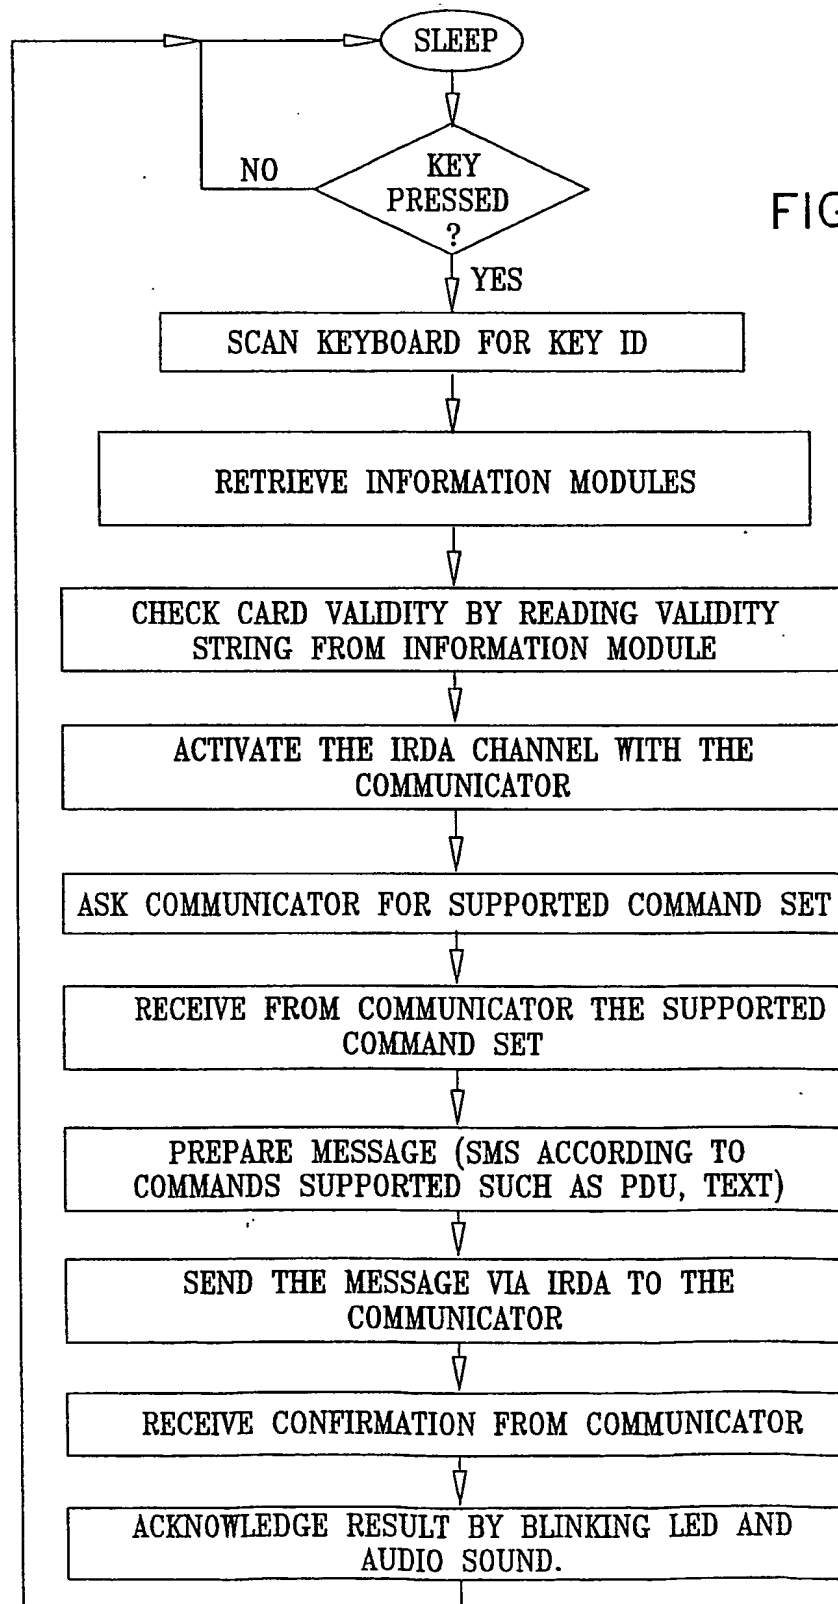 SLEEP
KEY
PRESSED
?
NO
FIG
YES
SCAN KEYBOARD FOR KEY ID
RETRIEVE INFORMATION MODULES
CHECK CARD VALIDITY BY READING VALIDITY
STRING FROM INFORMATION MODULE
ACTIVATE THE IRDA CHANNEL WITH THE
COMMUNICATOR
ASK COMMUNICATOR FOR SUPPORTED COMMAND SET
RECEIVE FROM COMMUNICATOR THE SUPPORTED
COMMAND SET
PREPARE MESSAGE (SMS ACCORDING TO
COMMANDS SUPPORTED SUCH AS PDU, TEXT)
SEND THE MESSAGE VIA IRDA TO THE
COMMUNICATOR
RECEIVE CONFIRMATION FROM COMMUNICATOR
ACKNOWLEDGE RESULT BY BLINKING LED AND
AUDIO SOUND.